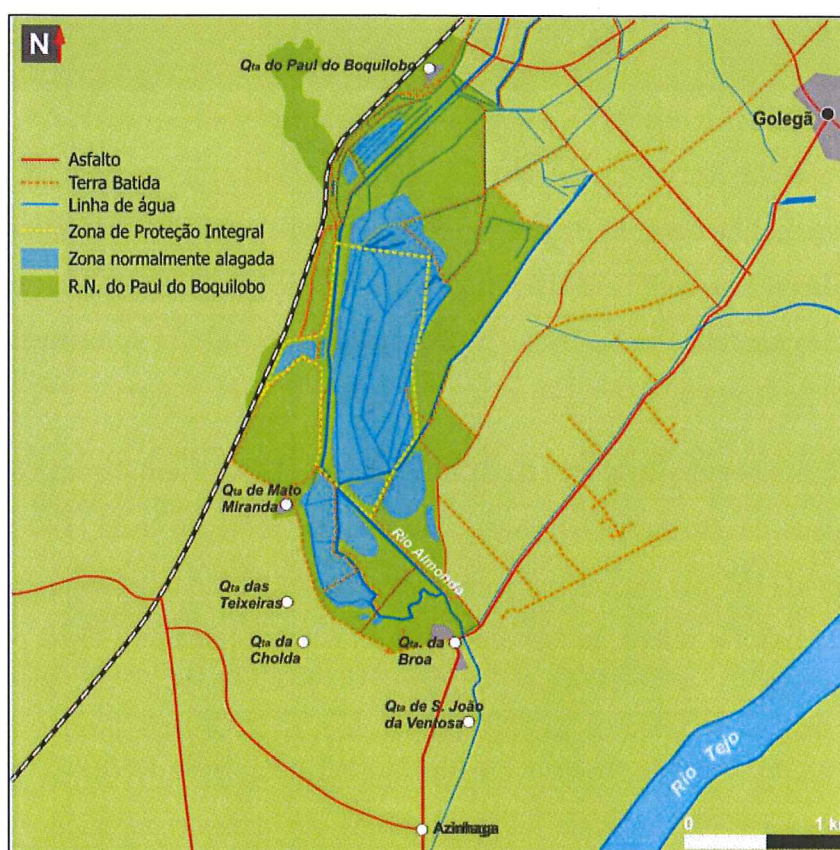 N
Qta do Paul do Boquilobo
Golegã
Asfalto
Terra Batida
Linha de água
Zona de Proteção Integral
Zona normalmente alagada
R.N. do Paul do Boquilobo
Qta de Mato
Miranda
Rio Almonda
Qta das
Teixeiras
Qta da
Cholda
Qta. da
Broa
Qta de S. João
da Ventosa
Rio Tejo
Azinhaga
0 1 k